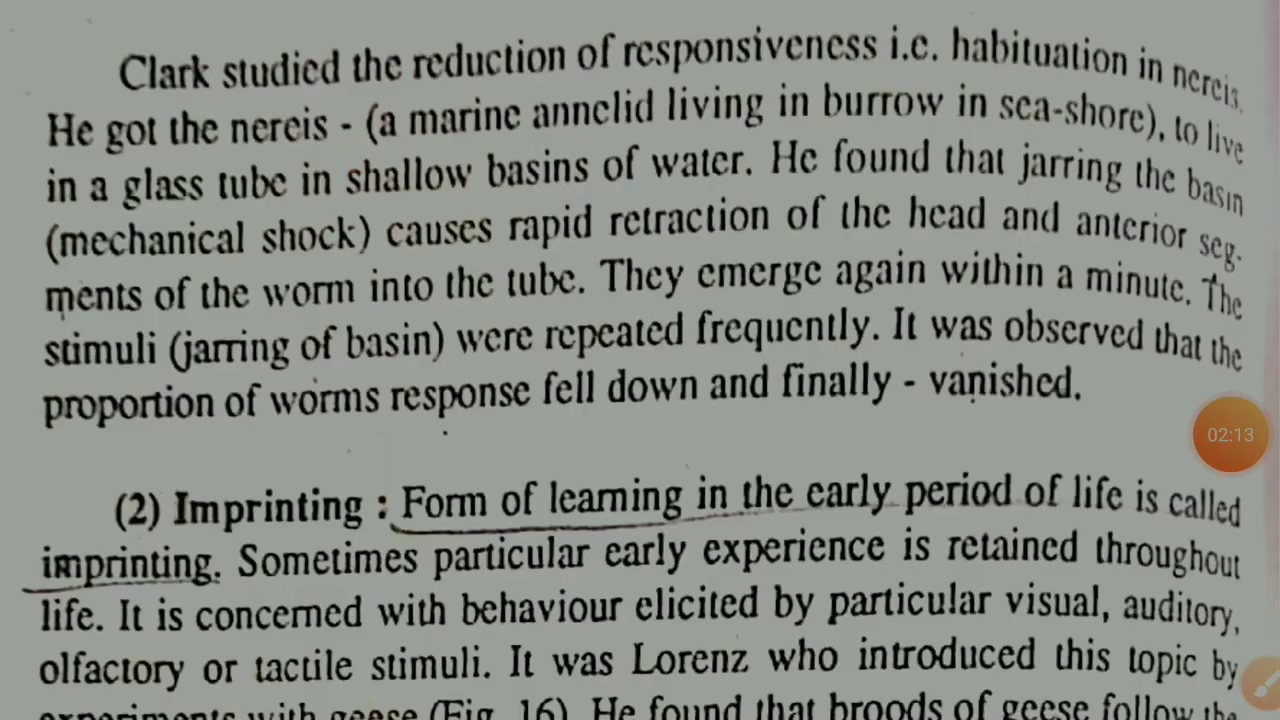 Clark studied the reduction of responsiveness i.e. habituation in nereis.
He got the nereis - (a marine annelid living in burrow in sea-shore), to live
in a glass tube in shallow basins of water. He found that jarring the basin
(mechanical shock) causes rapid retraction of the head and anterior seg-
ments of the worm into the tube. They emerge again within a minute. The
stimuli (jarring of basin) were repeated frequently. It was observed that the
proportion of worms response fell down and finally - vanished.
02:13
(2) Imprinting : Form of learning in the early period of life is called
imprinting. Sometimes particular early experience is retained throughout
life. It is concerned with behaviour elicited by particular visual, auditory,
olfactory or tactile stimuli. It was Lorenz who introduced this topic by
experiments with geese (Fig. 16). He found that broods of geese follow the